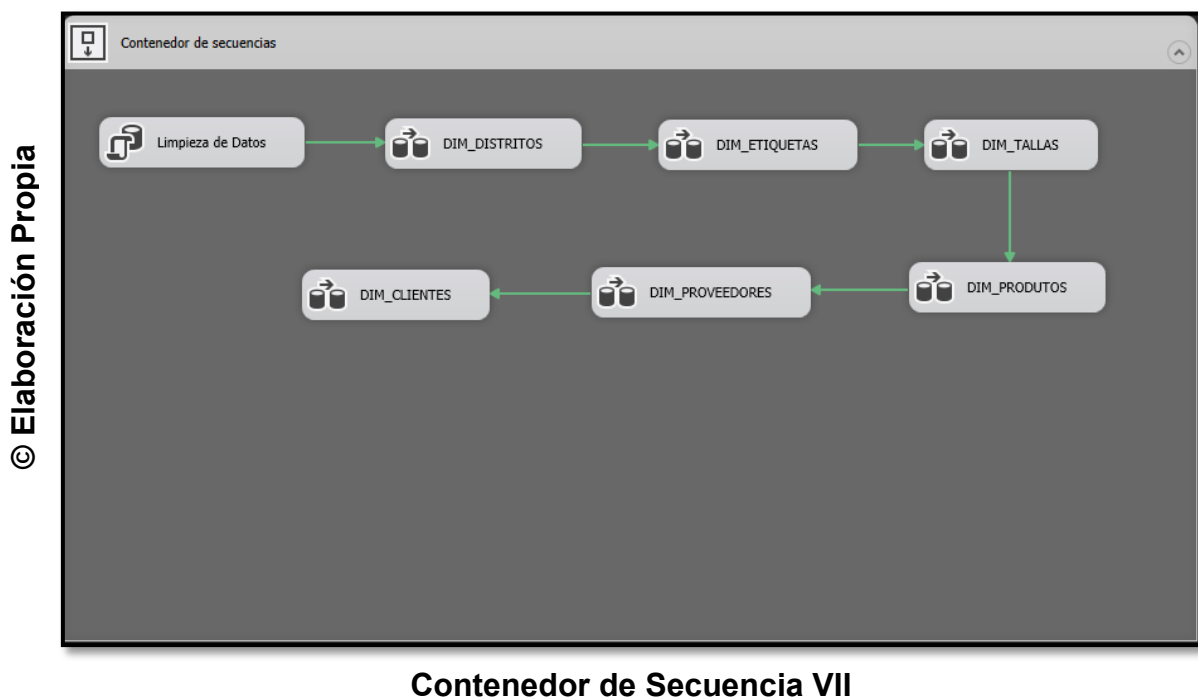 Contenedor de secuencias
Limpieza de Datos
DIM_DISTRITOS
DIM_ETIQUETAS
DIM_TALLAS
DIM_CLIENTES
DIM_PROVEEDORES
DIM_PRODUTOS
© Elaboración Propia
Contenedor de Secuencia VII